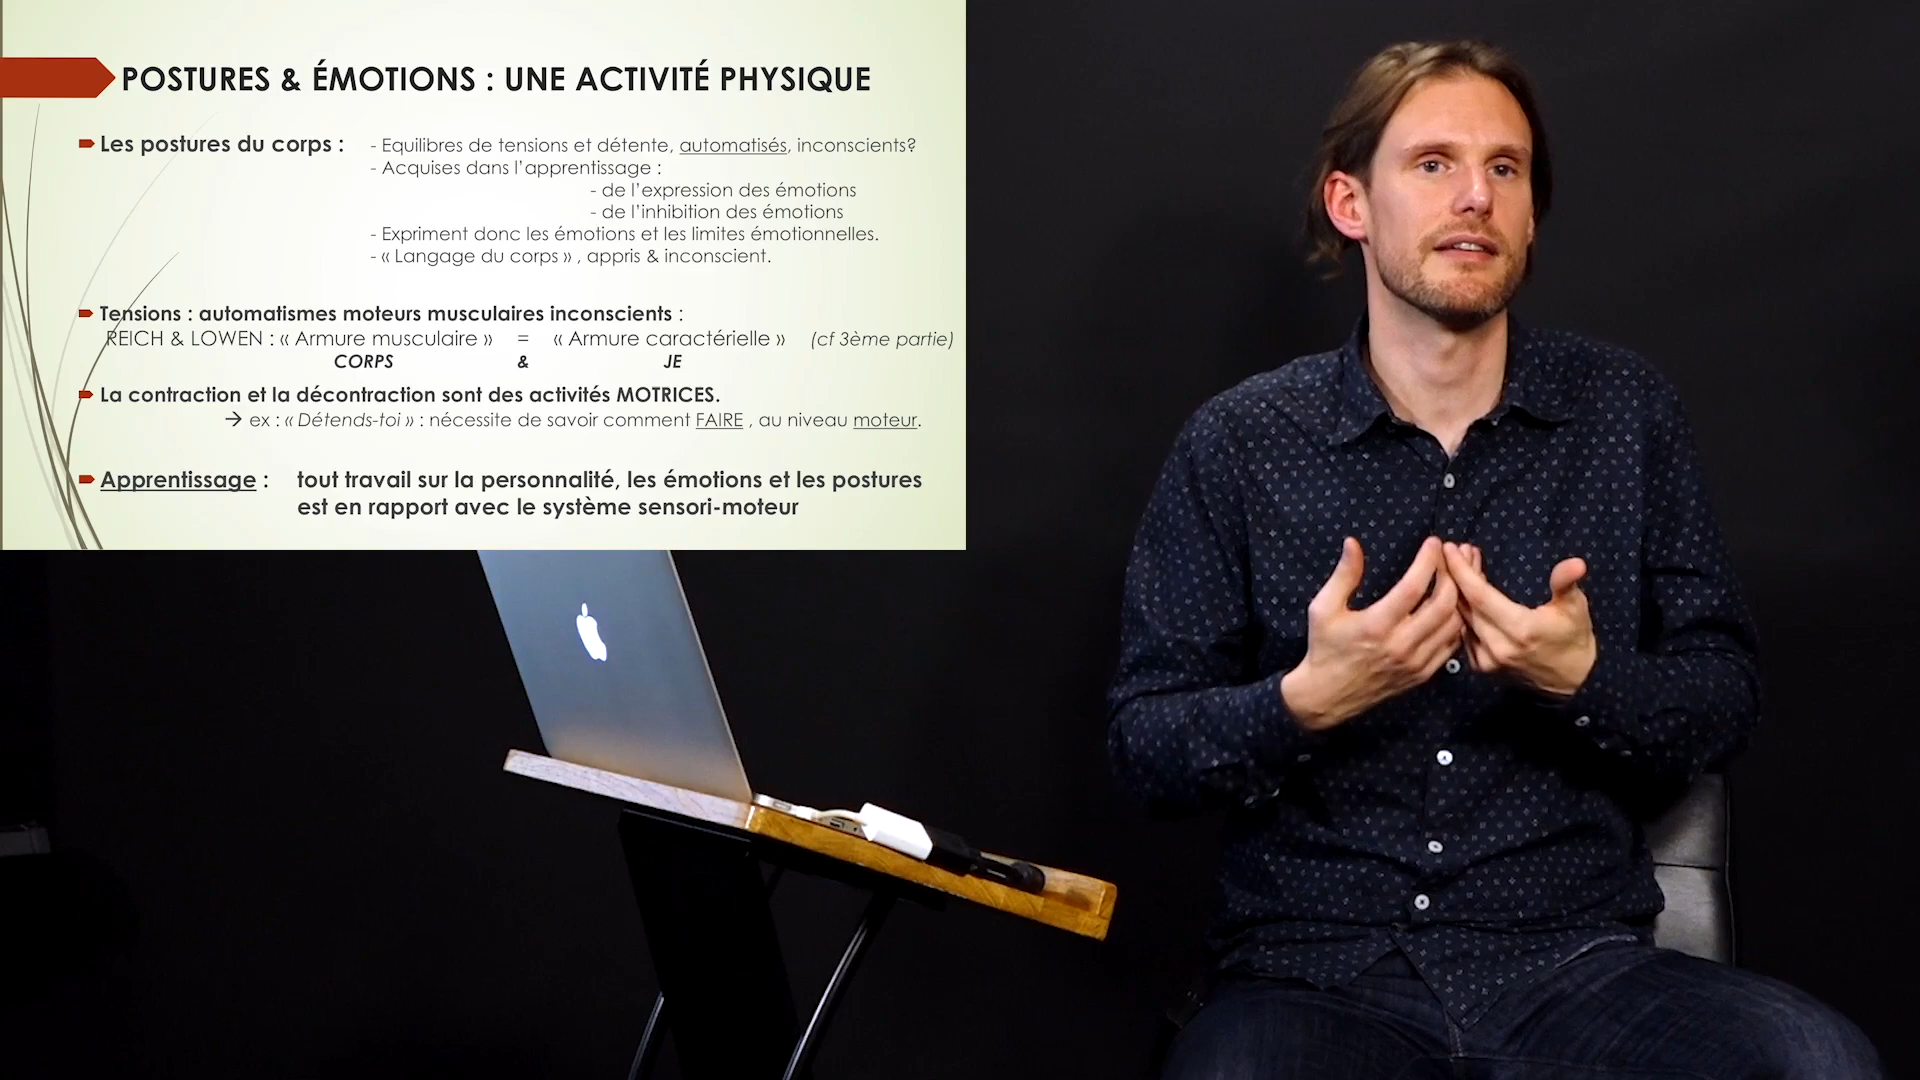 POSTURES & ÉMOTIONS : UNE ACTIVITÉ PHYSIQUE
Les postures du corps : - Equilibres de tensions et détente, automatisés, inconscients?
- Acquises dans l'apprentissage :
- de l'expression des émotions
- de l'inhibition des émotions
- Expriment donc les émotions et les limites émotionnelles.
- « Langage du corps » , appris & inconscient.
Tensions : automatismes moteurs musculaires inconscients :
REICH & LOWEN : « Armure musculaire » = « Armure caractérielle » (cf 3ème partie)
CORPS & JE
La contraction et la décontraction sont des activités MOTRICES.
→ ex : « Détends-toi » : nécessite de savoir comment FAIRE , au niveau moteur.
Apprentissage : tout travail sur la personnalité, les émotions et les postures
est en rapport avec le système sensori-moteur